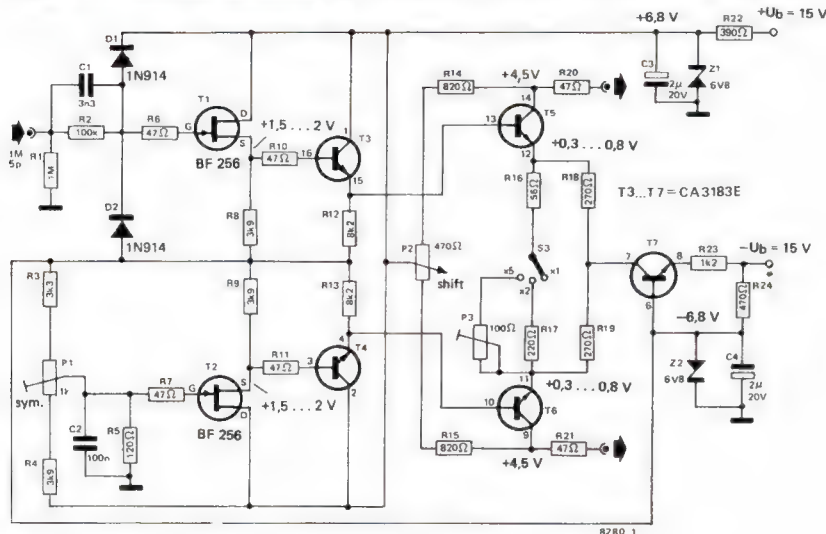 +6,8 V
R22
390Ω
+Ub = 15 V
D1
1N914
C1
3n3
R14
820Ω
+4,5V
R20
47Ω
C3
2µ
20V
Z1
6V8
T1
R2
100k
R6
47Ω
G
D
S
BF 256
+1,5 ... 2 V
T3
1
16
15
R10
47Ω
14
13
12
T5
+0,3 ... 0,8 V
1M
5p
R1
1M
D2
1N914
R8
3k9
R12
8k2
R16
56Ω
R18
270Ω
T3...T7 = CA3183E
P2
470Ω
shift
S3
x5
x1
x2
T7
7
8
6
R23
1k2
−Ub = 15 V
R24
470Ω
R3
3k3
R9
3k9
R13
8k2
P3
100Ω
R17
220Ω
R19
270Ω
−6,8 V
P1
1k
sym.
R11
47Ω
4
3
2
T4
11
10
9
T6
+0,3 ... 0,8 V
Z2
6V8
C4
2µ
20V
T2
R7
47Ω
G
S
D
+1,5 ... 2 V
BF 256
C2
100n
R5
120Ω
R4
3k9
R15
820Ω
+4,5 V
R21
47Ω
8280 1